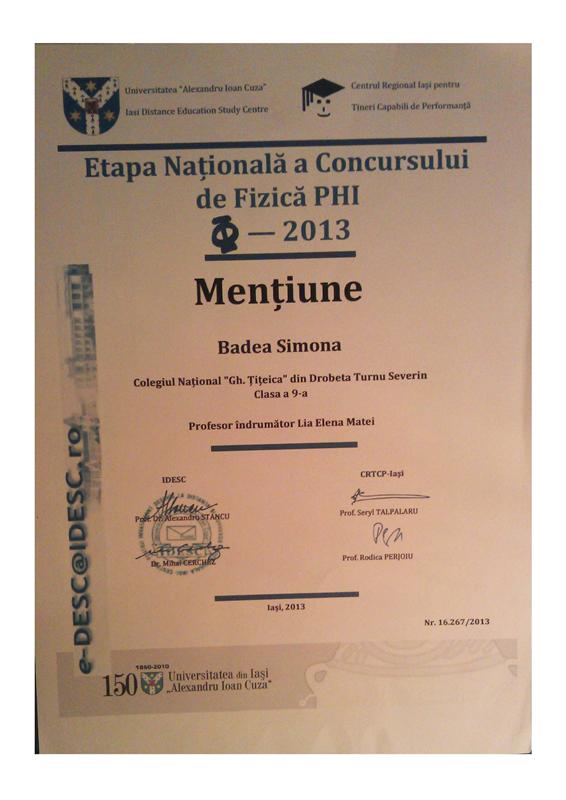 Universitatea "Alexandru Ioan Cuza"
Iasi Distance Education Study Centre
Centrul Regional Iași pentru
Tineri Capabili de Performanță
Etapa Națională a Concursului
de Fizică PHI
Φ — 2013
Mențiune
Badea Simona
Colegiul Național "Gh. Țițeica" din Drobeta Turnu Severin
Clasa a 9-a
Profesor îndrumător Lia Elena Matei
e-DESC@IDESC.ro
IDESC
Prof. Dr. Alexandru STANCU
Dr. Mihai CERCHEZ
CRTCP-Iași
Prof. Seryl TALPALARU
Prof. Rodica PERJOIU
Iași, 2013
Nr. 16.267/2013
1860-2010
150 Universitatea din Iași
„Alexandru Ioan Cuza"